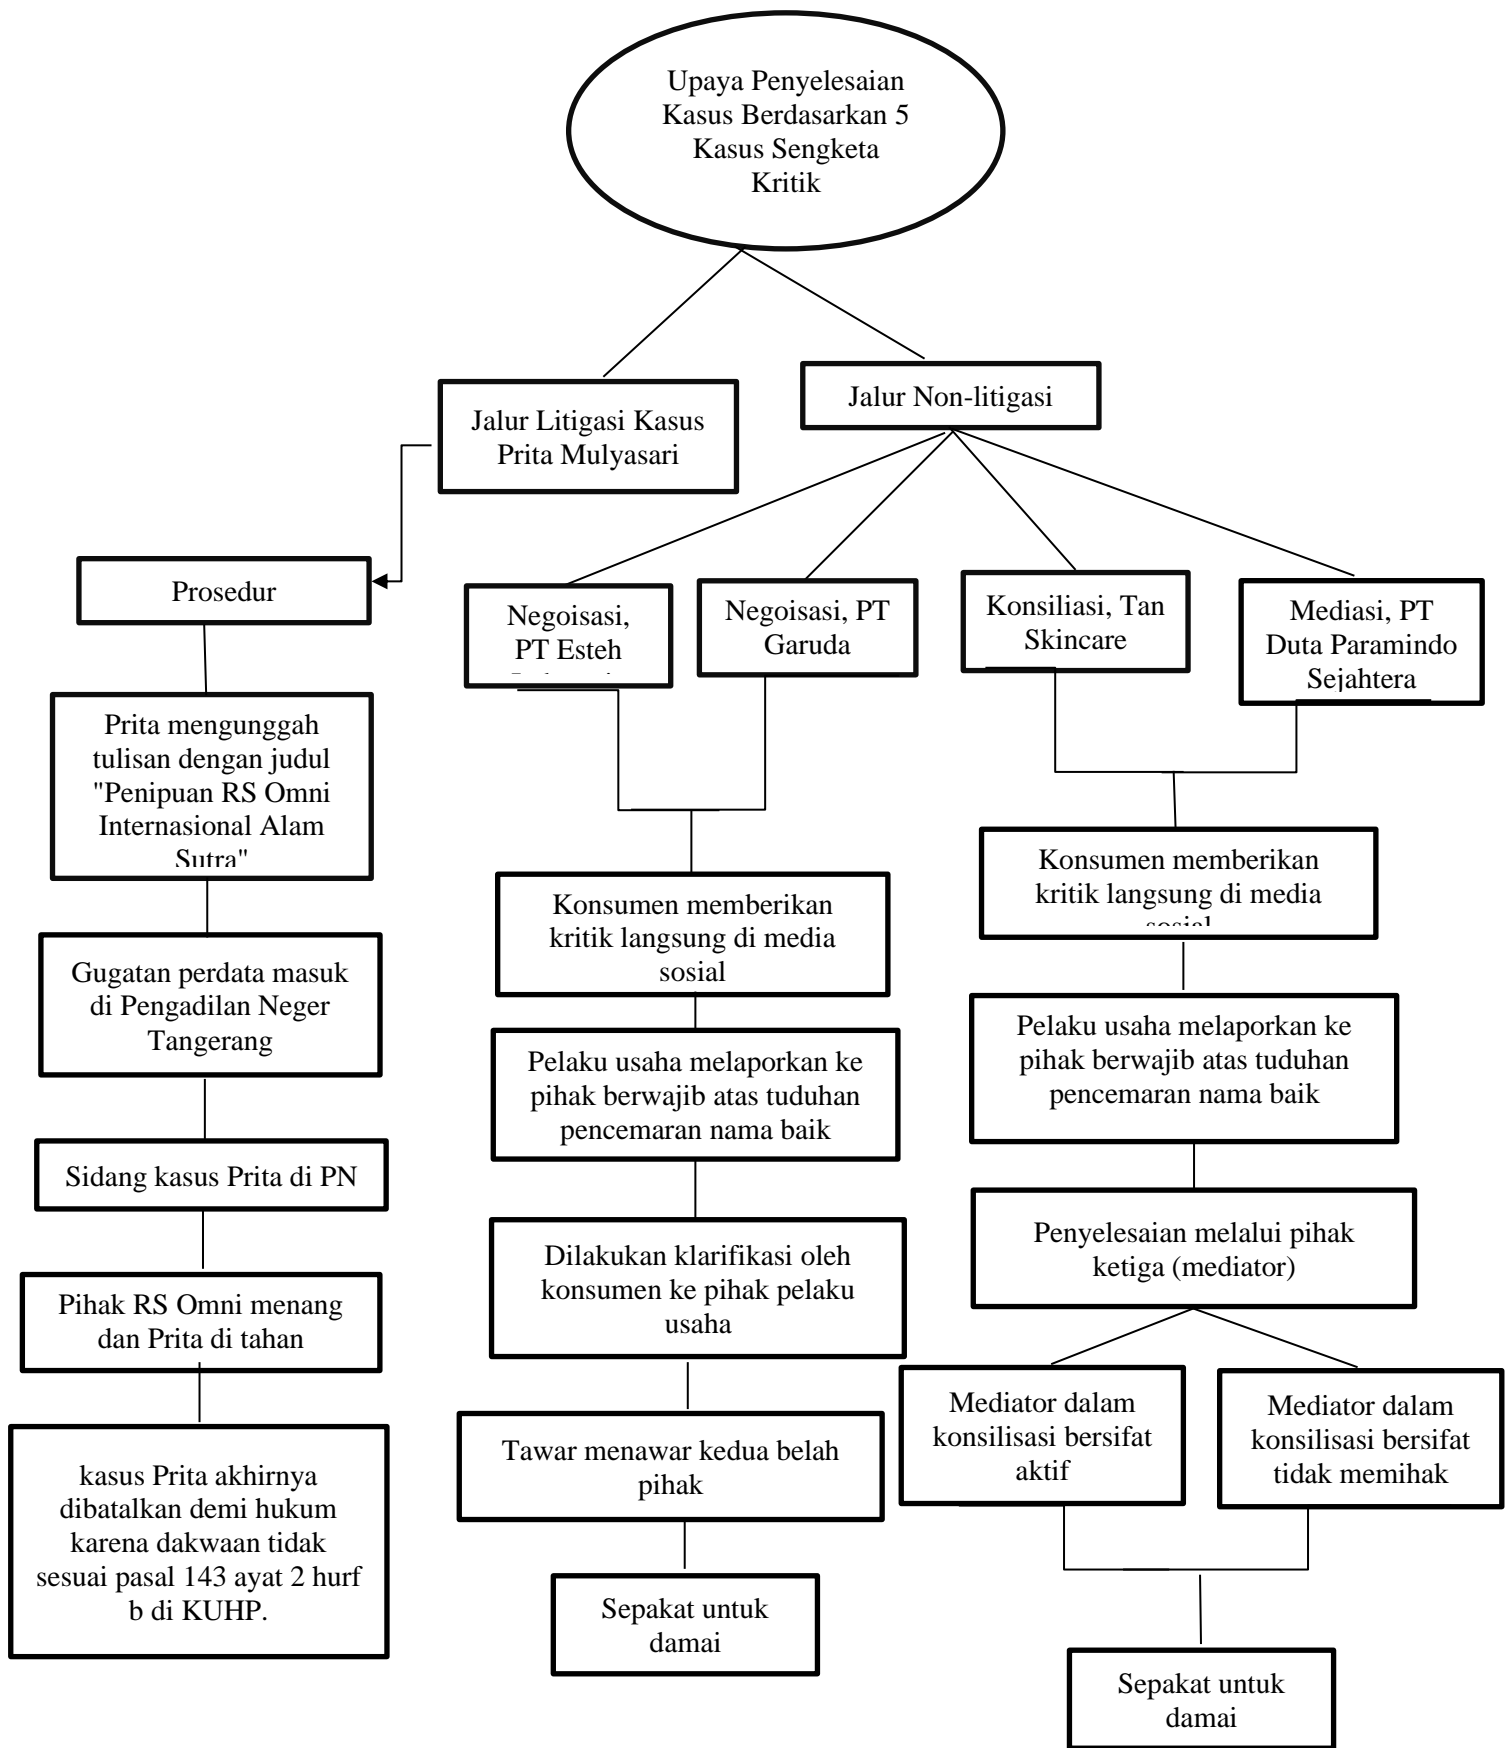 Upaya Penyelesaian
Kasus Berdasarkan 5
Kasus Sengketa
Kritik
Jalur Litigasi Kasus
Prita Mulyasari
Jalur Non-litigasi
Prosedur
Prita mengunggah
tulisan dengan judul
"Penipuan RS Omni
Internasional Alam
Sutra"
Gugatan perdata masuk
di Pengadilan Neger
Tangerang
Sidang kasus Prita di PN
Pihak RS Omni menang
dan Prita di tahan
kasus Prita akhirnya
dibatalkan demi hukum
karena dakwaan tidak
sesuai pasal 143 ayat 2 hurf
b di KUHP.
Negoisasi,
PT Esteh
Negoisasi, PT
Garuda
Konsumen memberikan
kritik langsung di media
sosial
Pelaku usaha melaporkan ke
pihak berwajib atas tuduhan
pencemaran nama baik
Dilakukan klarifikasi oleh
konsumen ke pihak pelaku
usaha
Tawar menawar kedua belah
pihak
Sepakat untuk
damai
Konsiliasi, Tan
Skincare
Mediasi, PT
Duta Paramindo
Sejahtera
Konsumen memberikan
kritik langsung di media
sosial
Pelaku usaha melaporkan ke
pihak berwajib atas tuduhan
pencemaran nama baik
Penyelesaian melalui pihak
ketiga (mediator)
Mediator dalam
konsilisasi bersifat
aktif
Mediator dalam
konsilisasi bersifat
tidak memihak
Sepakat untuk
damai